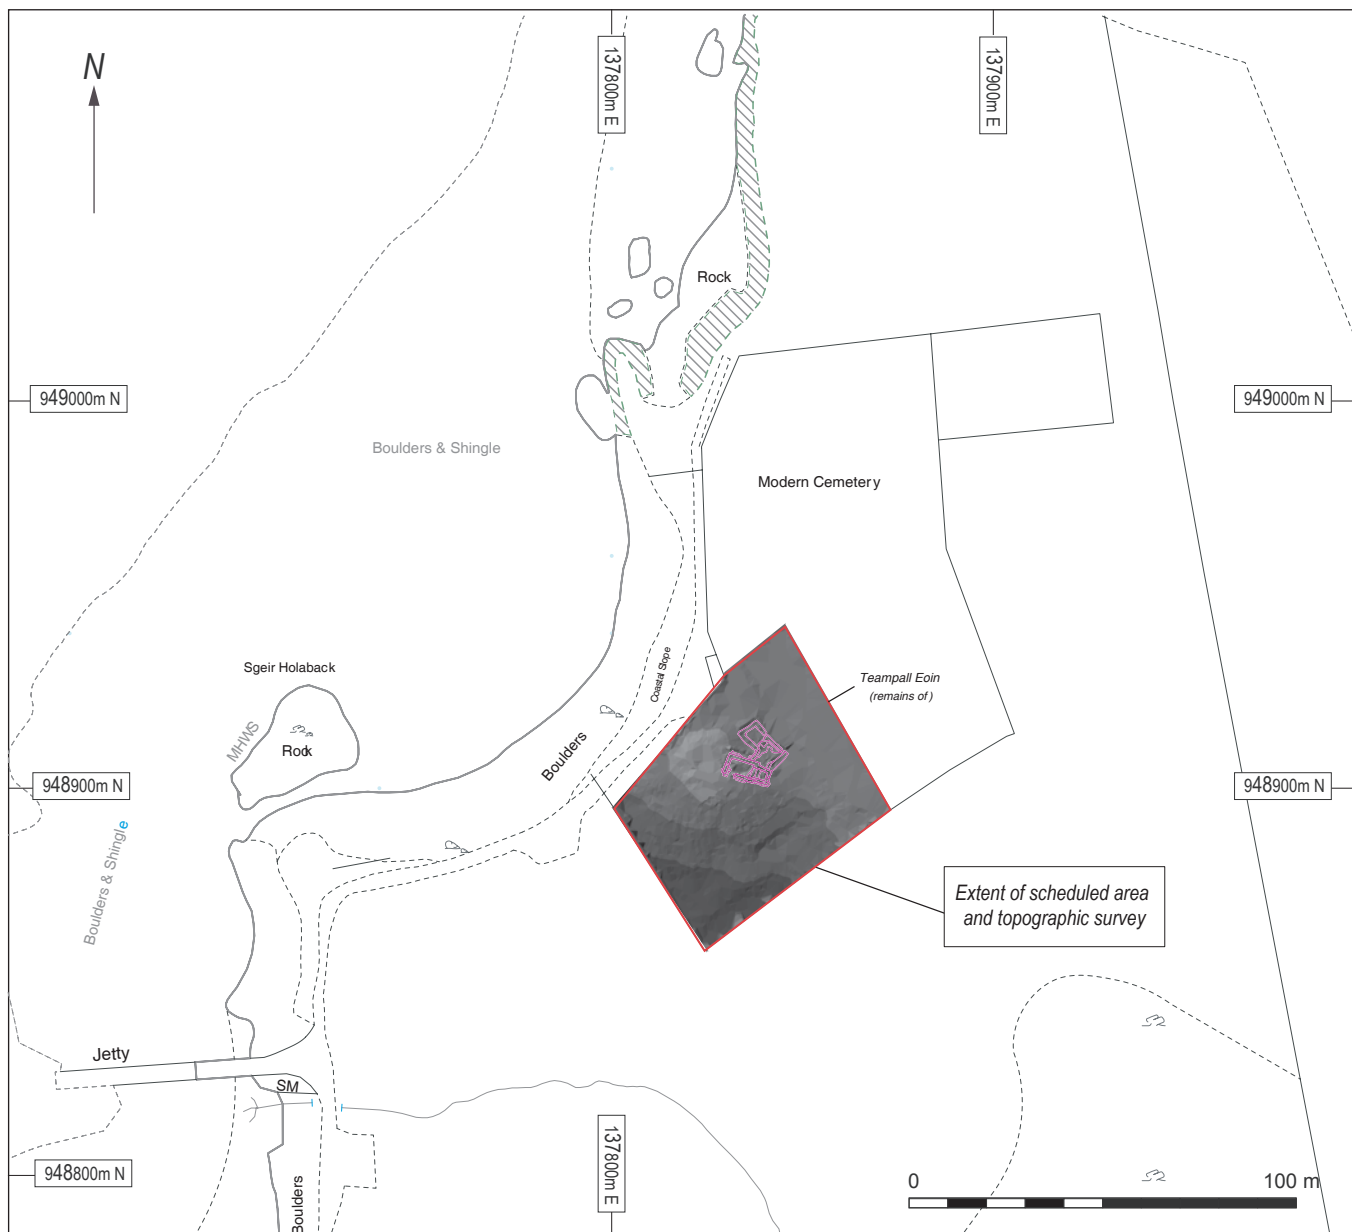 N
137800m E
137900m E
Rock
949000m N
949000m N
Boulders & Shingle
Modern Cemetery
Coastal Slope
Sgeir Holaback
Teampall Eoin
(remains of)
MHWS
Rock
Boulders
948900m N
948900m N
Boulders & Shingle
Extent of scheduled area
and topographic survey
Jetty
SM
137800m E
948800m N
Boulders
0
100 m